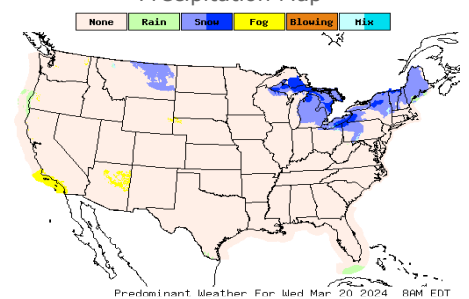 Precipitation Map
None Rain Snow Fog Blowing Mix
Predominant Weather For Wed Mar 20 2024 8AM EDT